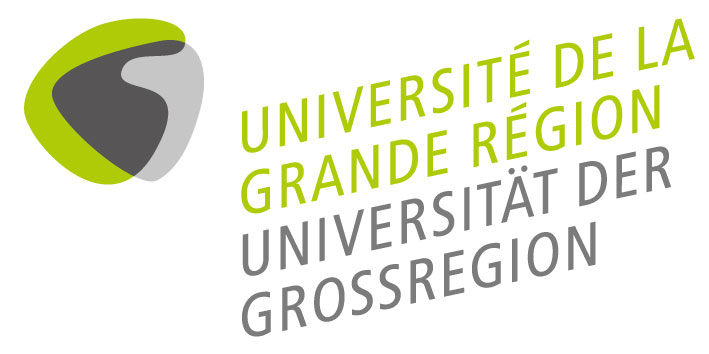 UNIVERSITÉ DE LA
GRANDE RÉGION
UNIVERSITÄT DER
GROSSREGION